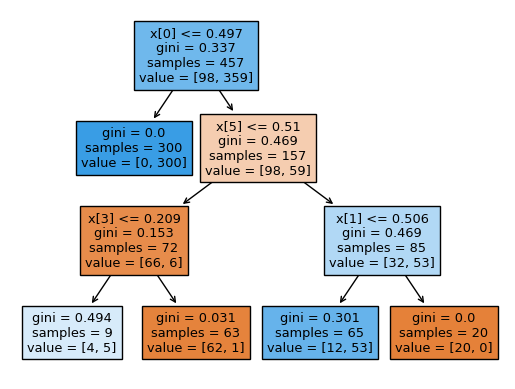 x[0] <= 0.497
gini = 0.337
samples = 457
value = [98, 359]
gini = 0.0
samples = 300
value = [0, 300]
x[5] <= 0.51
gini = 0.469
samples = 157
value = [98, 59]
x[3] <= 0.209
gini = 0.153
samples = 72
value = [66, 6]
x[1] <= 0.506
gini = 0.469
samples = 85
value = [32, 53]
gini = 0.494
samples = 9
value = [4, 5]
gini = 0.031
samples = 63
value = [62, 1]
gini = 0.301
samples = 65
value = [12, 53]
gini = 0.0
samples = 20
value = [20, 0]